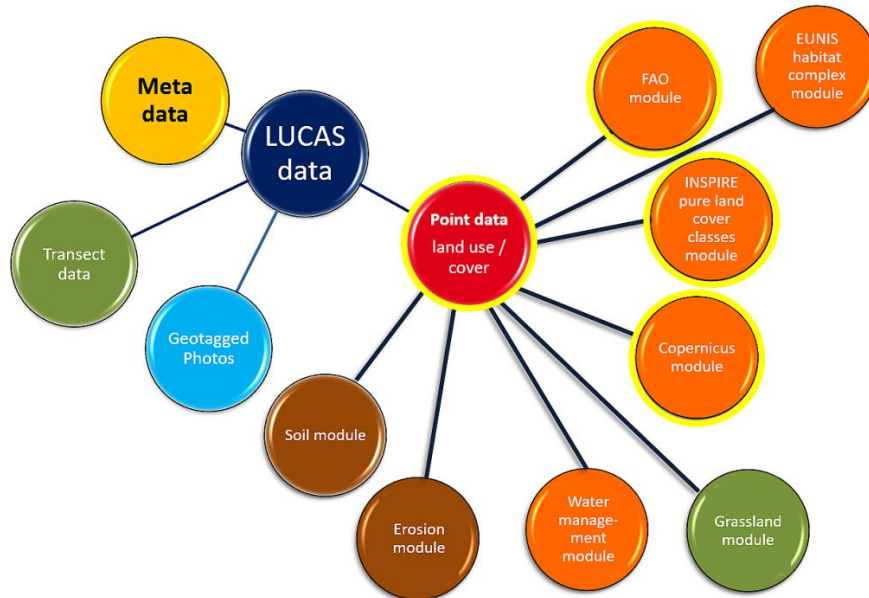 Meta
data
LUCAS
data
Transect
data
Geotagged
Photos
Point data
land use /
cover
FAO
module
EUNIS
habitat
complex
module
INSPIRE
pure land
cover
classes
module
Copernicus
module
Soil module
Erosion
module
Water
manage-
ment
module
Grassland
module